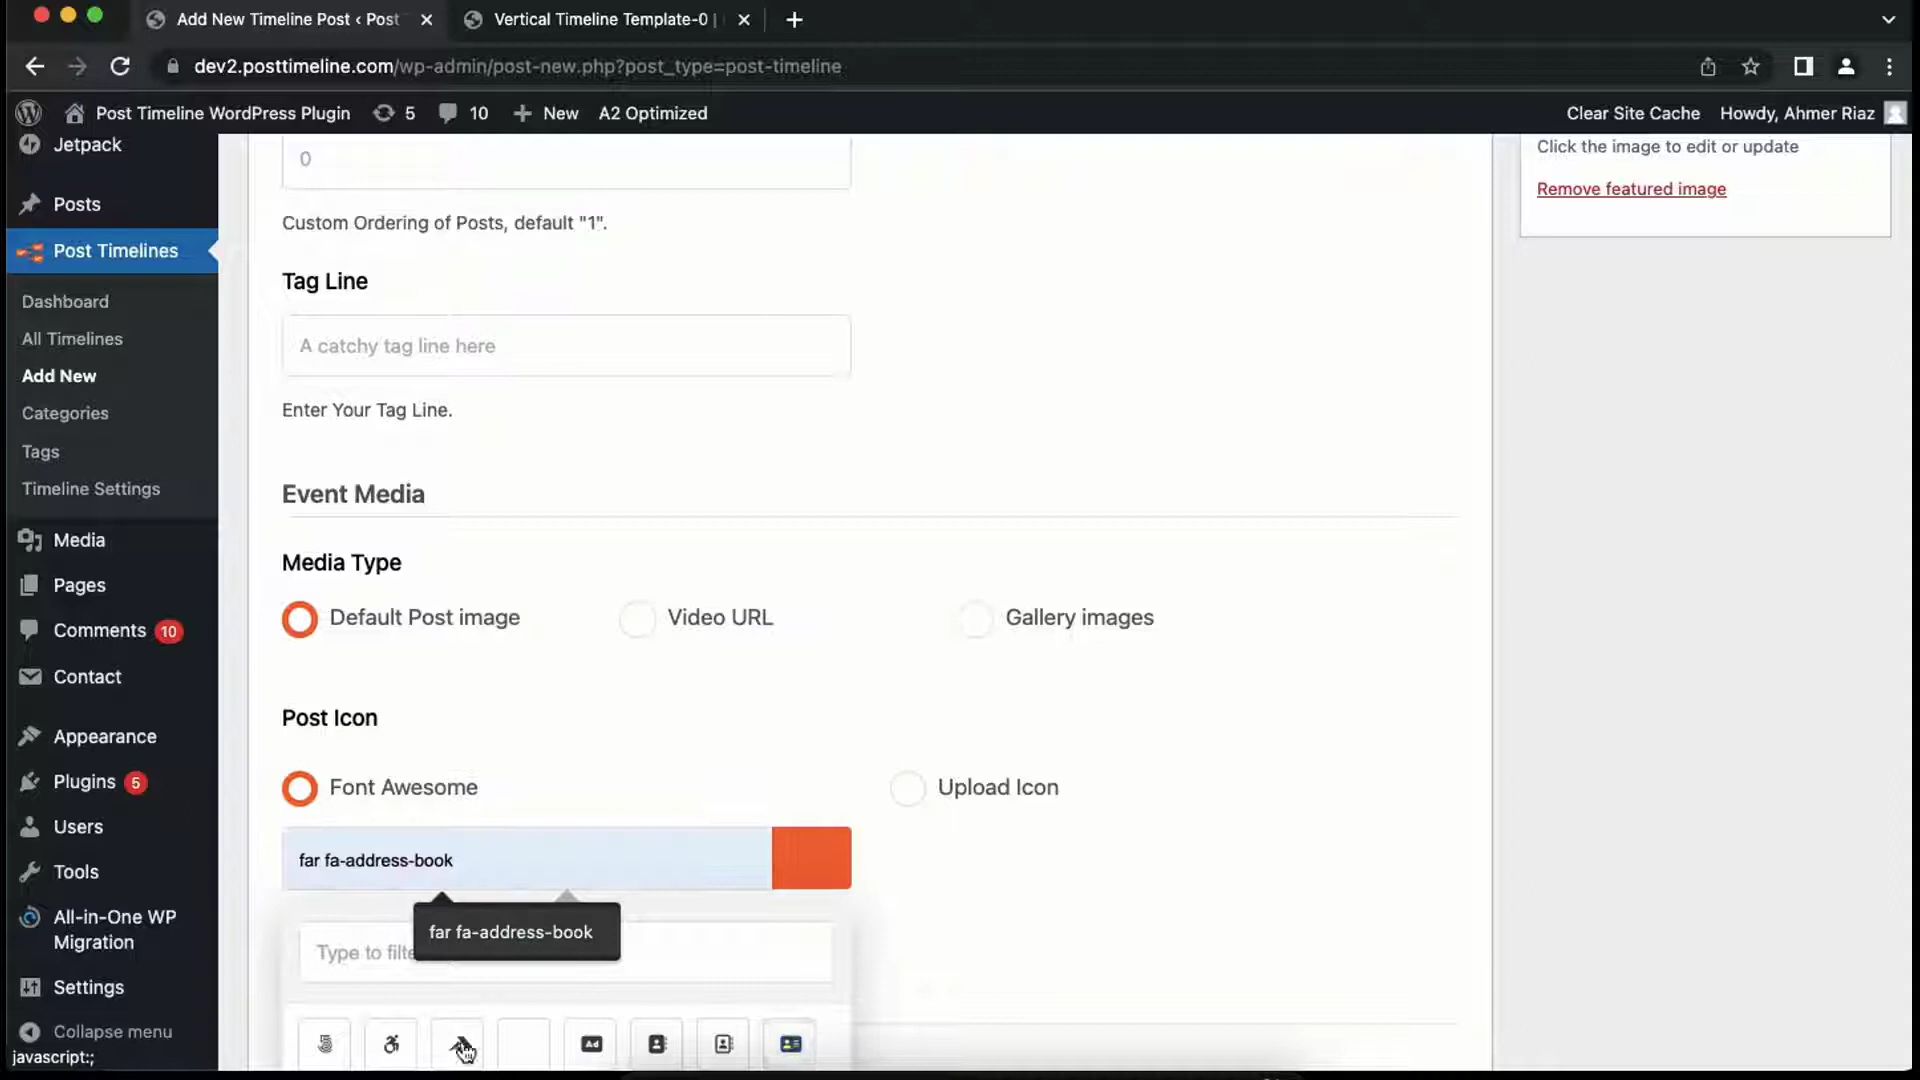 Add New Timeline Post ‹ Post
Vertical Timeline Template-0 |
dev2.posttimeline.com/wp-admin/post-new.php?post_type=post-timeline
Post Timeline WordPress Plugin
5
10
New
A2 Optimized
Clear Site Cache
Howdy, Ahmer Riaz
Jetpack
Posts
Post Timelines
Dashboard
All Timelines
Add New
Categories
Tags
Timeline Settings
Media
Pages
Comments 10
Contact
Appearance
Plugins 5
Users
Tools
All-in-One WP
Migration
Settings
Collapse menu
javascript:;
0
Custom Ordering of Posts, default "1".
Tag Line
A catchy tag line here
Enter Your Tag Line.
Event Media
Media Type
Default Post image
Video URL
Gallery images
Post Icon
Font Awesome
Upload Icon
far fa-address-book
far fa-address-book
Type to filte
Ad
Click the image to edit or update
Remove featured image